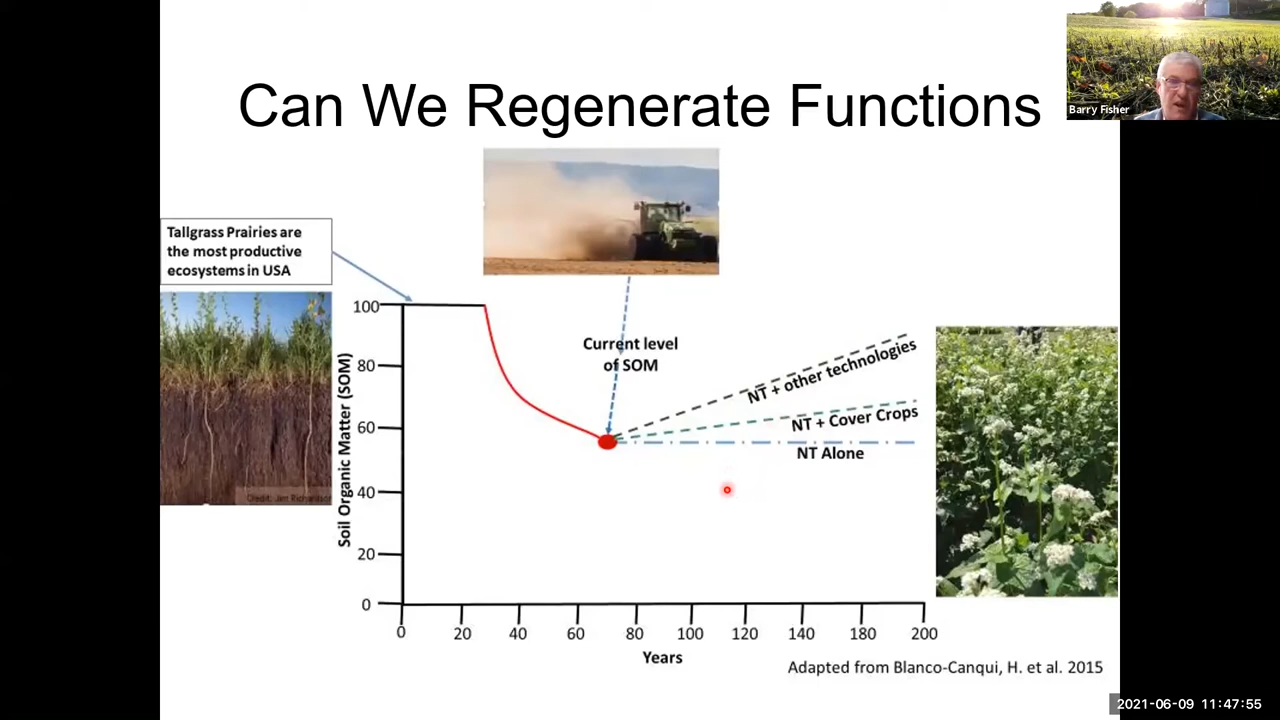 Can We Regenerate Functions
Barry Fisher
Tallgrass Prairies are
the most productive
ecosystems in USA
Credit: Jim Richardson
Current level
of SOM
NT + other technologies
NT + Cover Crops
NT Alone
Soil Organic Matter (SOM)
100
80
60
40
20
0
0 20 40 60 80 100 120 140 180 200
Years
Adapted from Blanco-Canqui, H. et al. 2015
2021-06-09 11:47:55